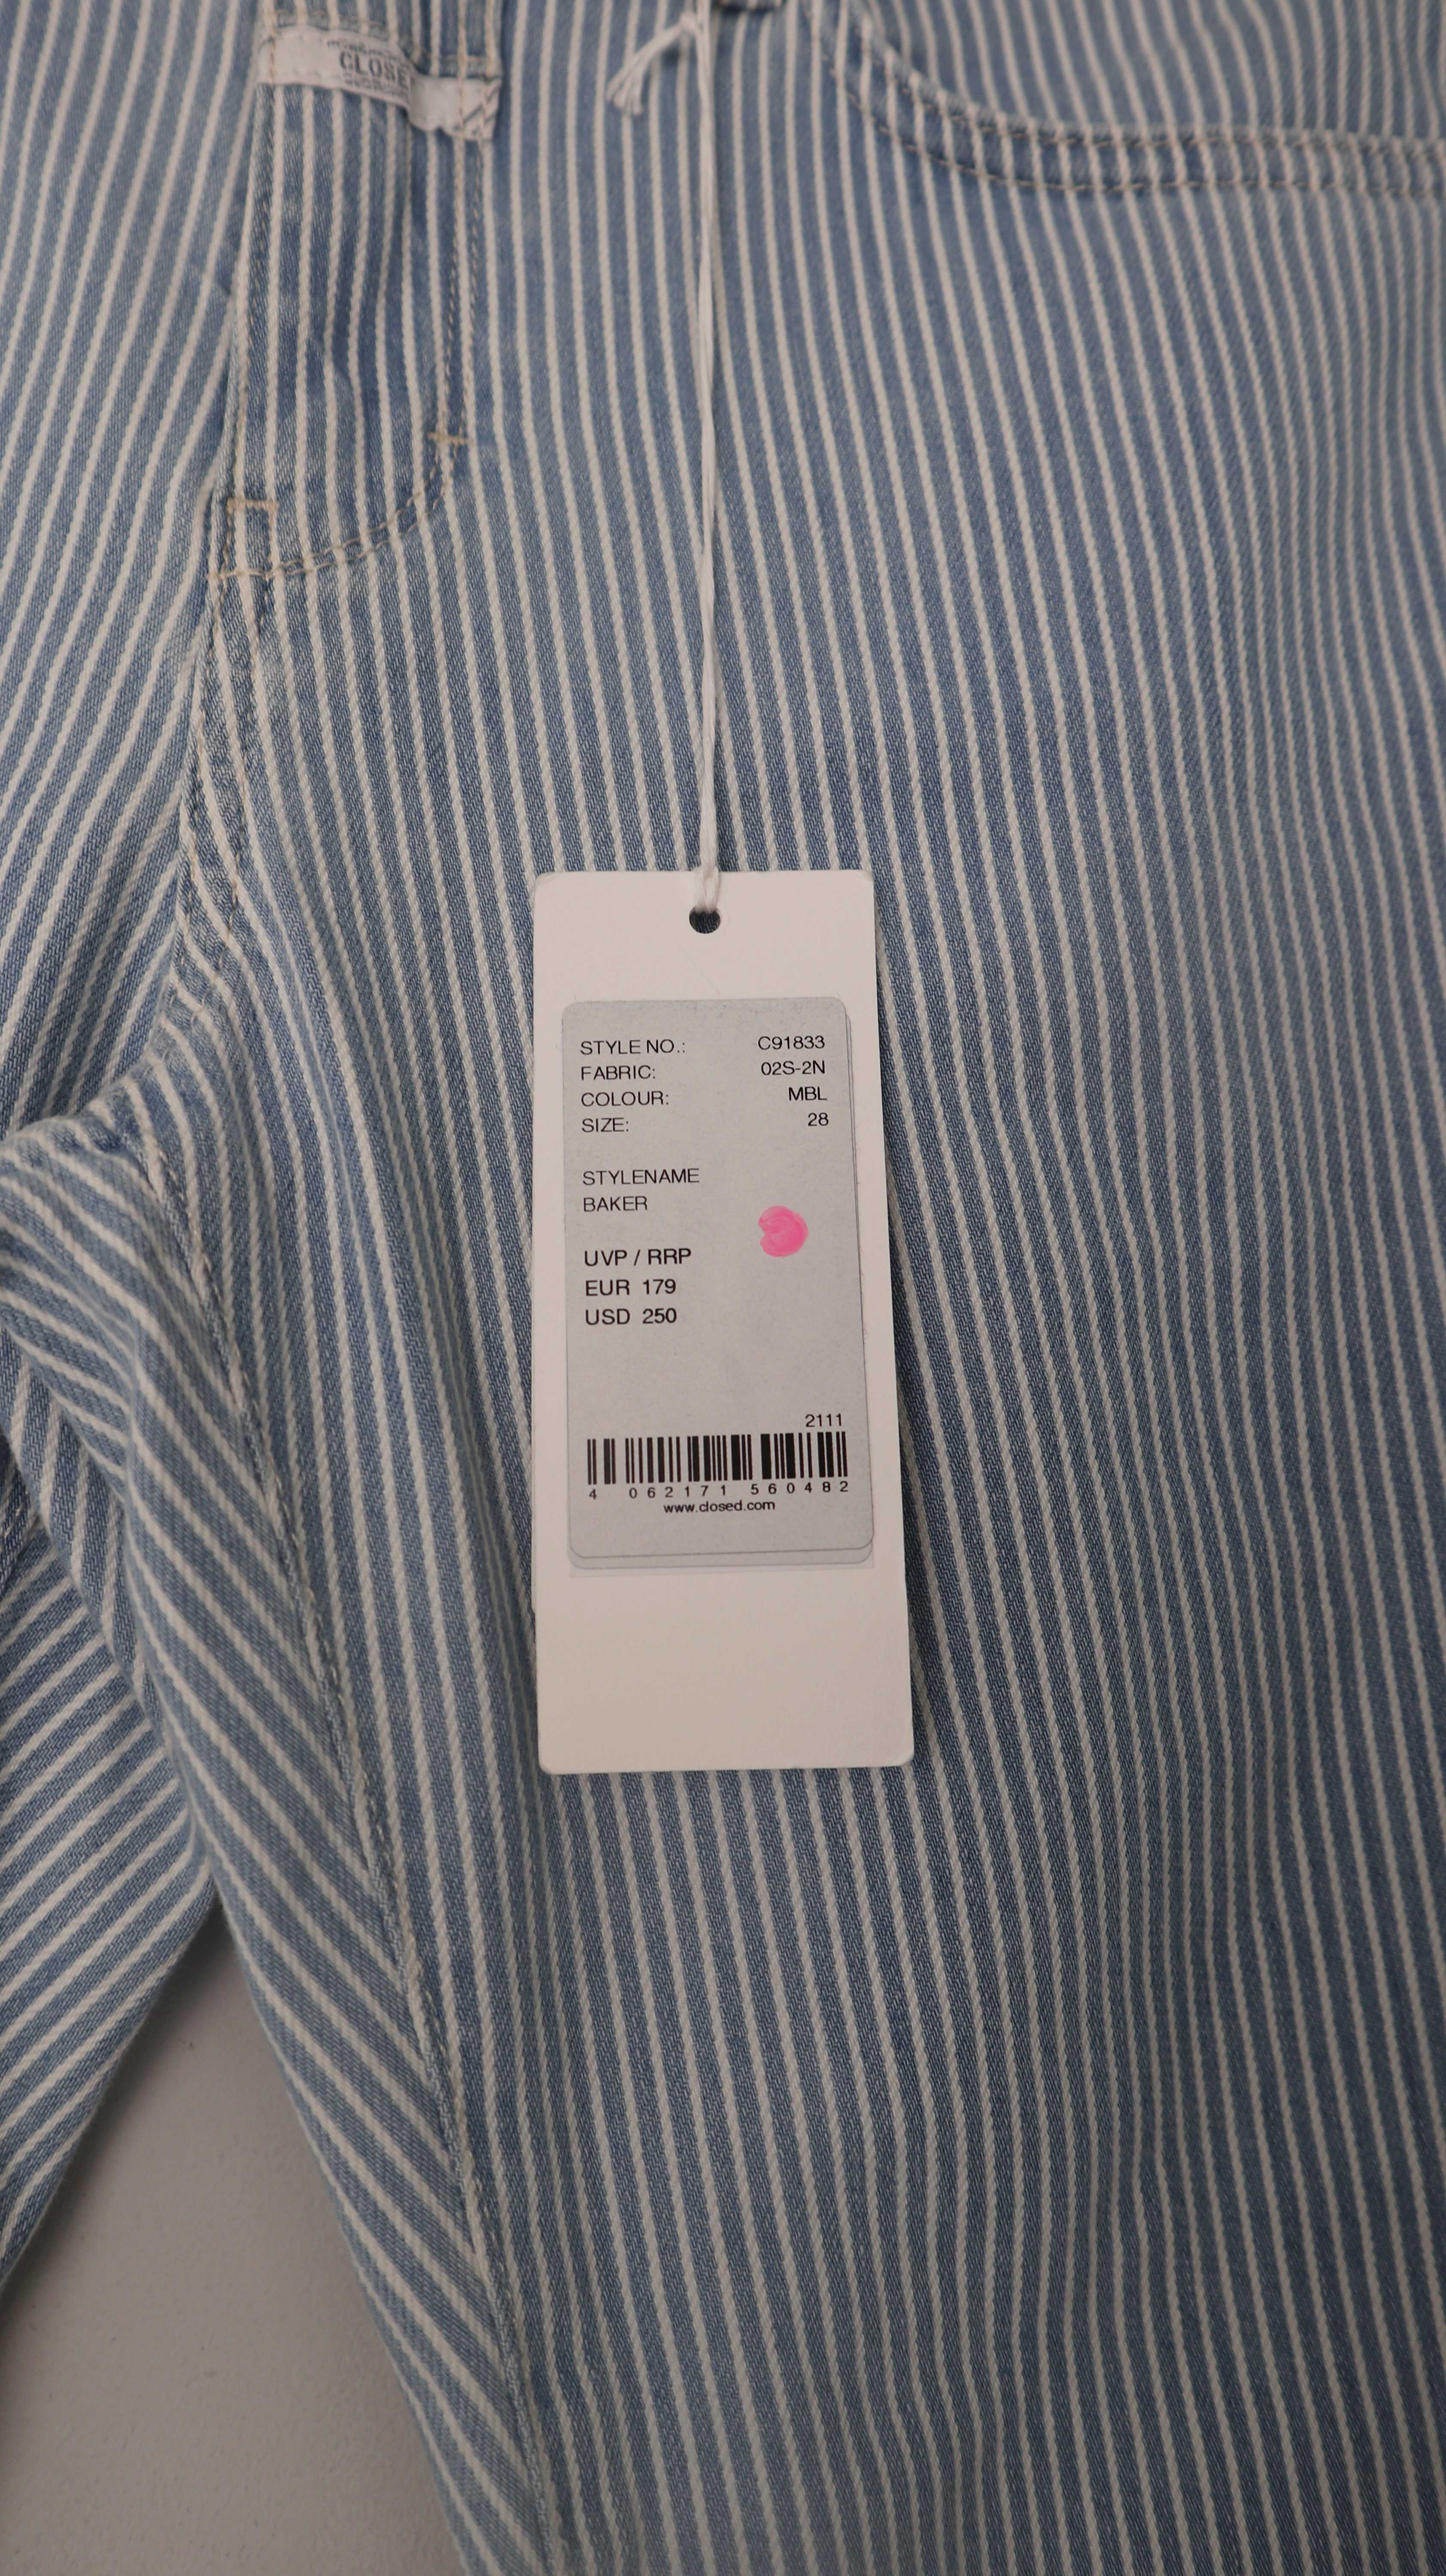 CLOSE
STYLE NO.: C91833
FABRIC: 02S-2N
COLOUR: MBL
SIZE: 28
STYLENAME
BAKER
UVP / RRP
EUR 179
USD 250
2111
4 062171 560482
www.closed.com